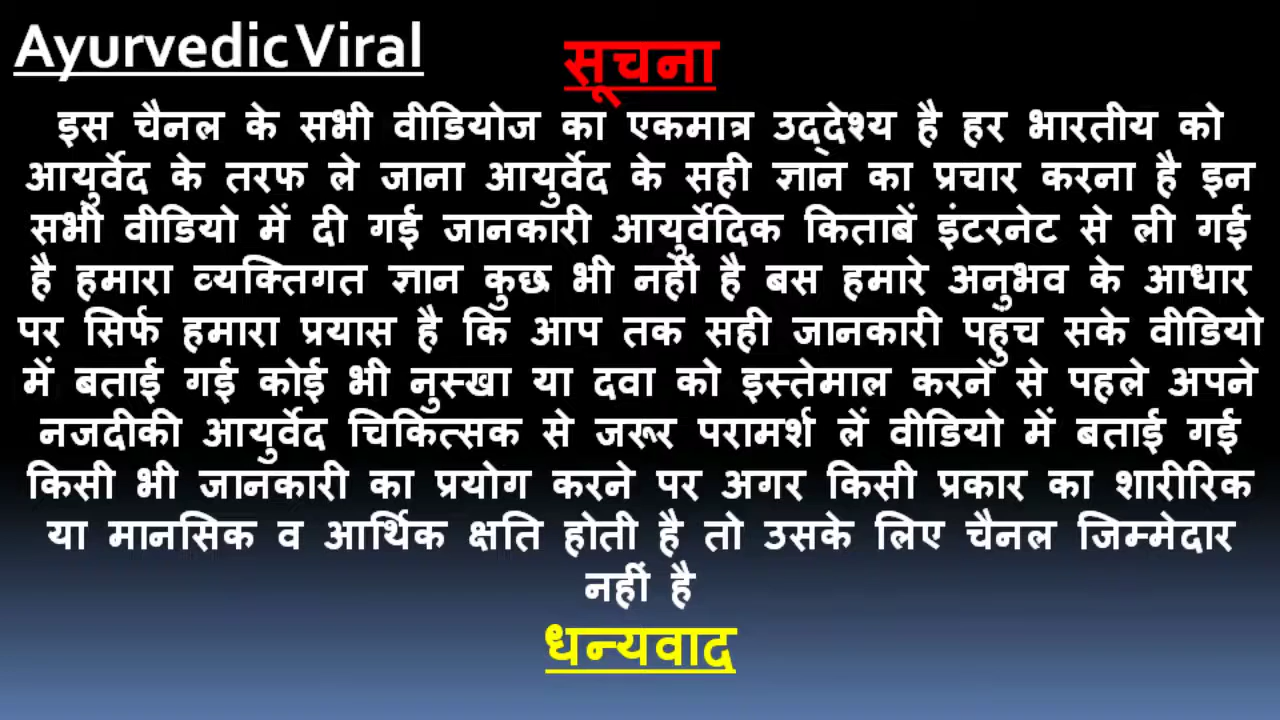 Ayurvedic Viral
सूचना
इस चैनल के सभी वीडियोज का एकमात्र उद्देश्य है हर भारतीय को
आयुर्वेद के तरफ ले जाना आयुर्वेद के सही ज्ञान का प्रचार करना है इन
सभी वीडियो में दी गई जानकारी आयुर्वेदिक किताबें इंटरनेट से ली गई
है हमारा व्यक्तिगत ज्ञान कुछ भी नहीं है बस हमारे अनुभव के आधार
पर सिर्फ हमारा प्रयास है कि आप तक सही जानकारी पहुंच सके वीडियो
में बताई गई कोई भी नुस्खा या दवा को इस्तेमाल करने से पहले अपने
नजदीकी आयुर्वेद चिकित्सक से जरूर परामर्श लें वीडियो में बताई गई
किसी भी जानकारी का प्रयोग करने पर अगर किसी प्रकार का शारीरिक
या मानसिक व आर्थिक क्षति होती है तो उसके लिए चैनल जिम्मेदार
नहीं है
धन्यवाद